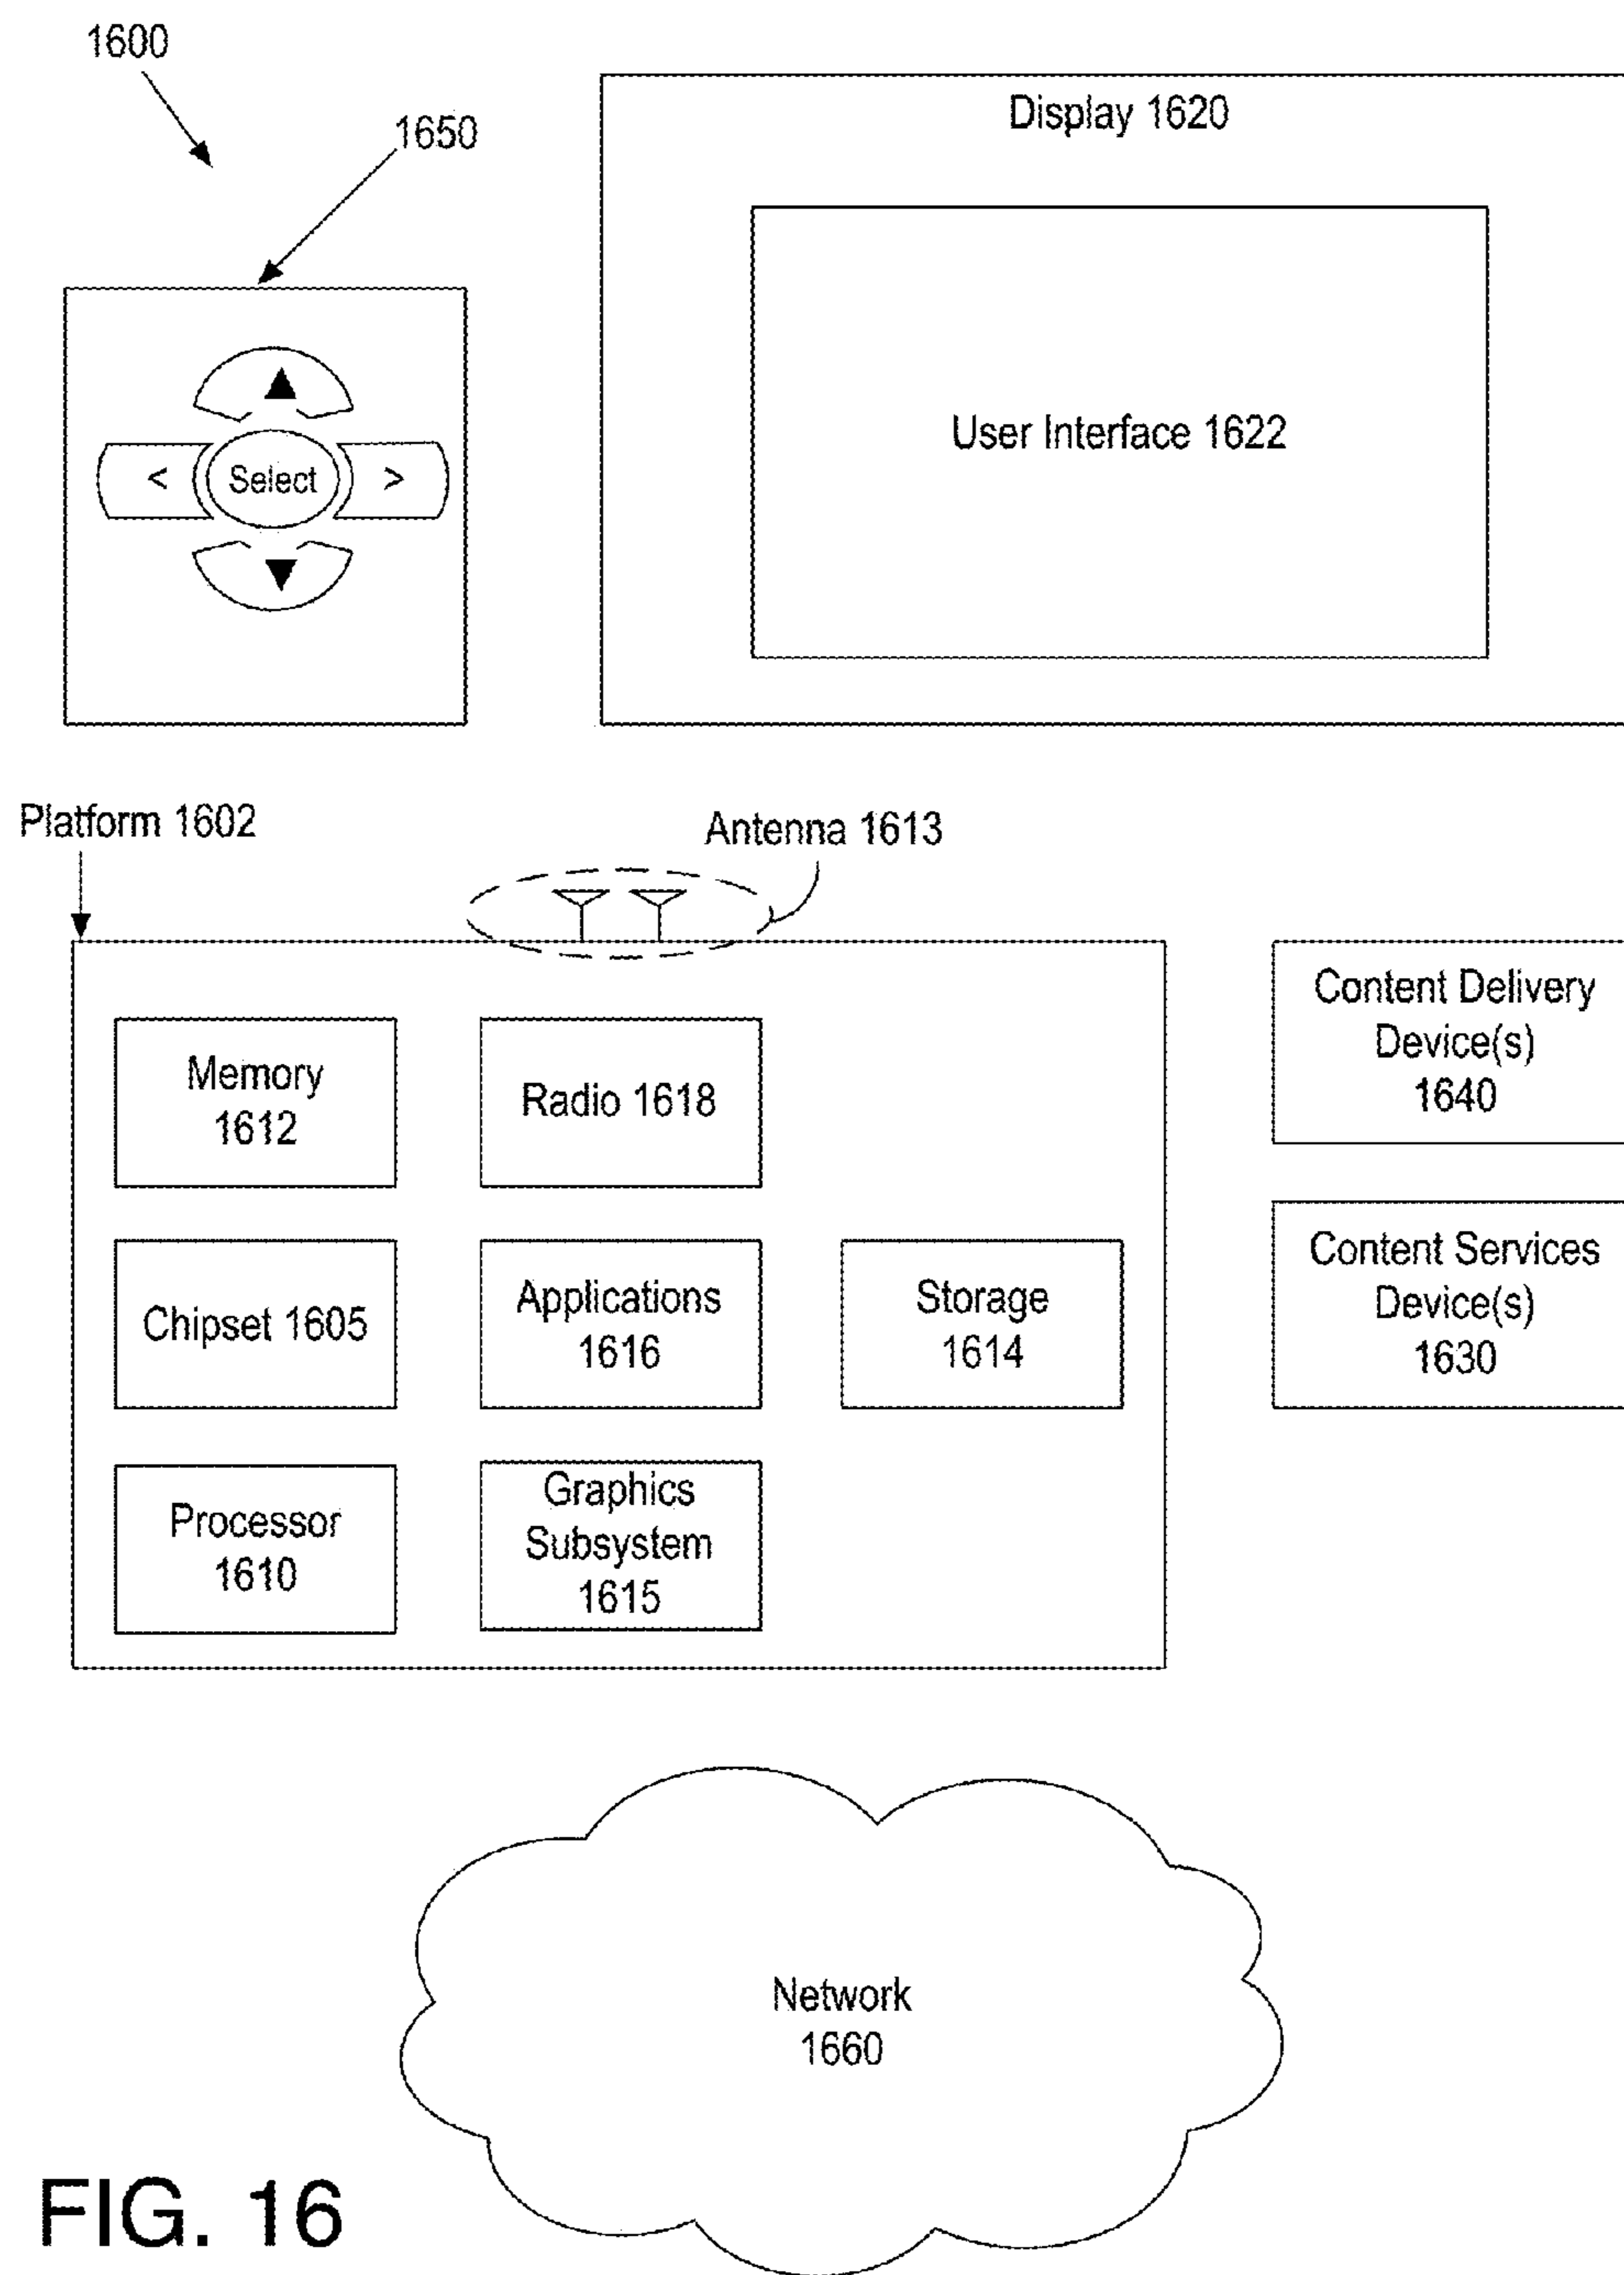 1600
1650
Display 1620
User Interface 1622
<
Select
>
Platform 1602
Antenna 1613
Memory
1612
Radio 1618
Chipset 1605
Applications
1616
Storage
1614
Processor
1610
Graphics
Subsystem
1615
Content Delivery
Device(s)
1640
Content Services
Device(s)
1630
Network
1660
FIG. 16